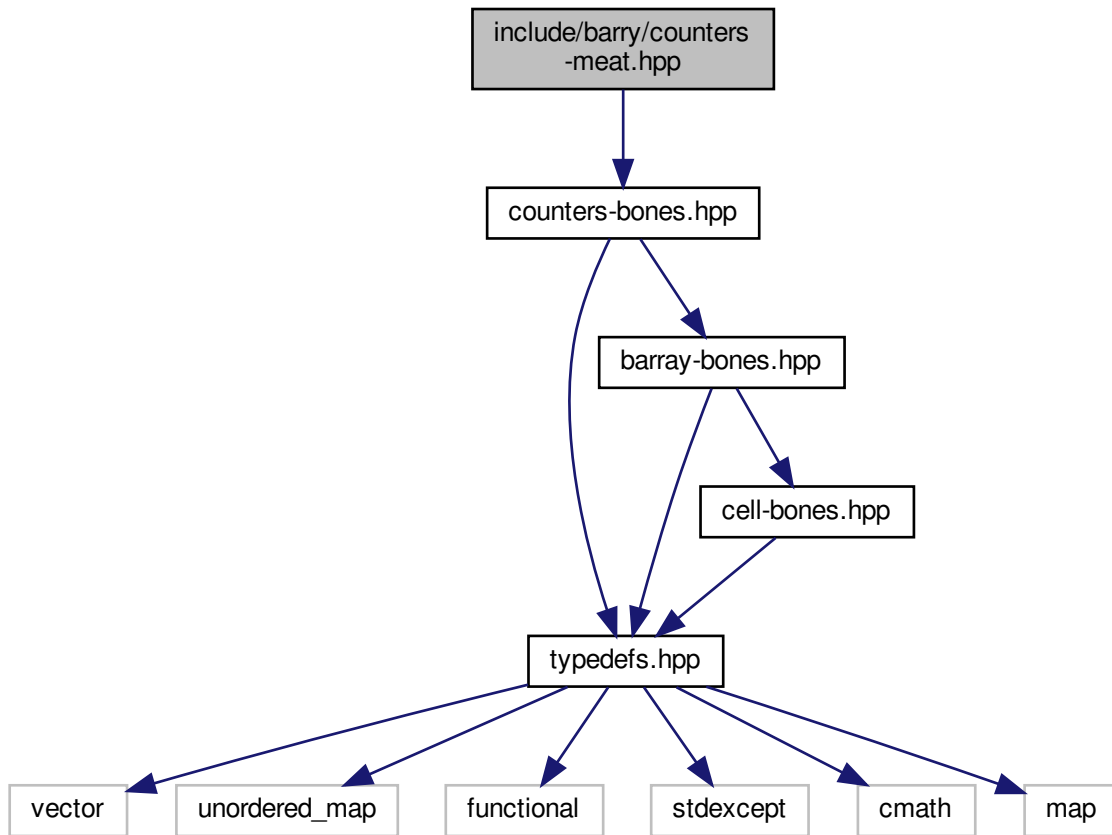 include/barry/counters
-meat.hpp
counters-bones.hpp
barray-bones.hpp
cell-bones.hpp
typedefs.hpp
vector
unordered_map
functional
stdexcept
cmath
map